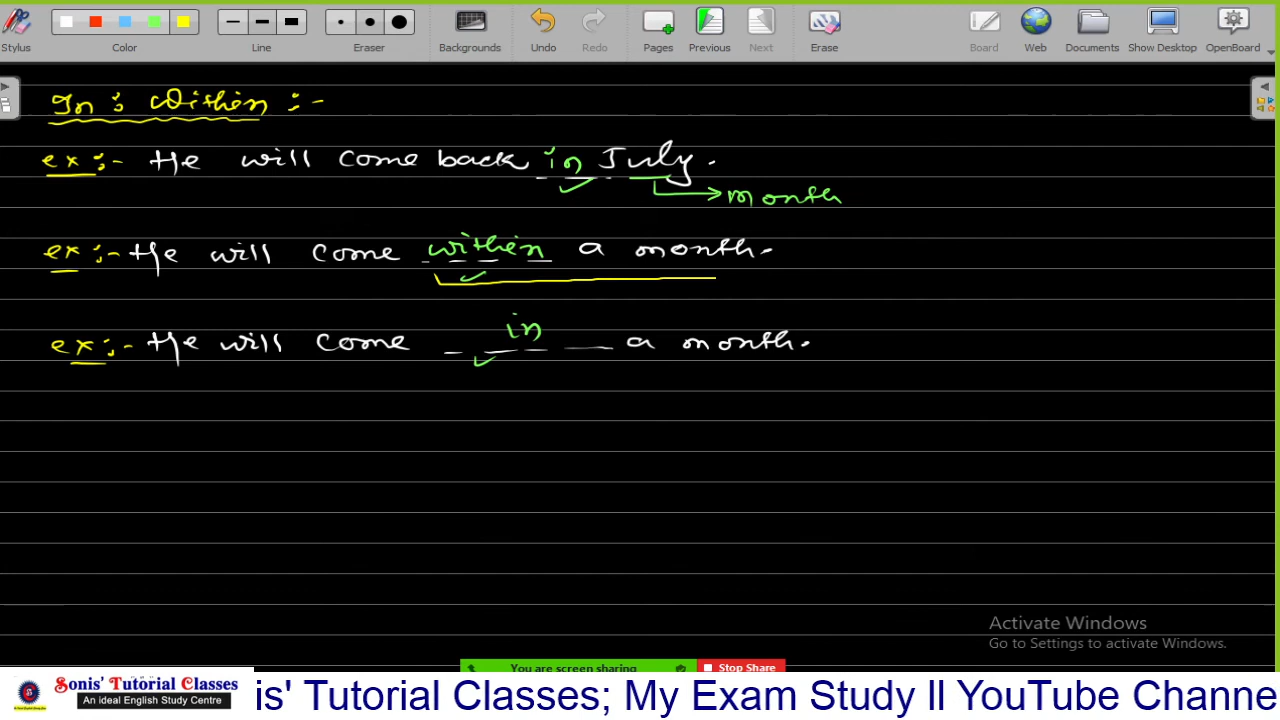 Stylus Color Line Eraser Backgrounds Undo Redo Pages Previous Next Erase Board Web Documents Show Desktop OpenBoard
In : Within :-
ex :- He will come back in July.
month
ex :- He will come within a month.
ex :- He will come in a month.
Activate Windows
Go to Settings to activate Windows.
You are screen sharing Stop Share
Sonis' Tutorial Classes
An ideal English Study Centre
is' Tutorial Classes; My Exam Study ll YouTube Channe